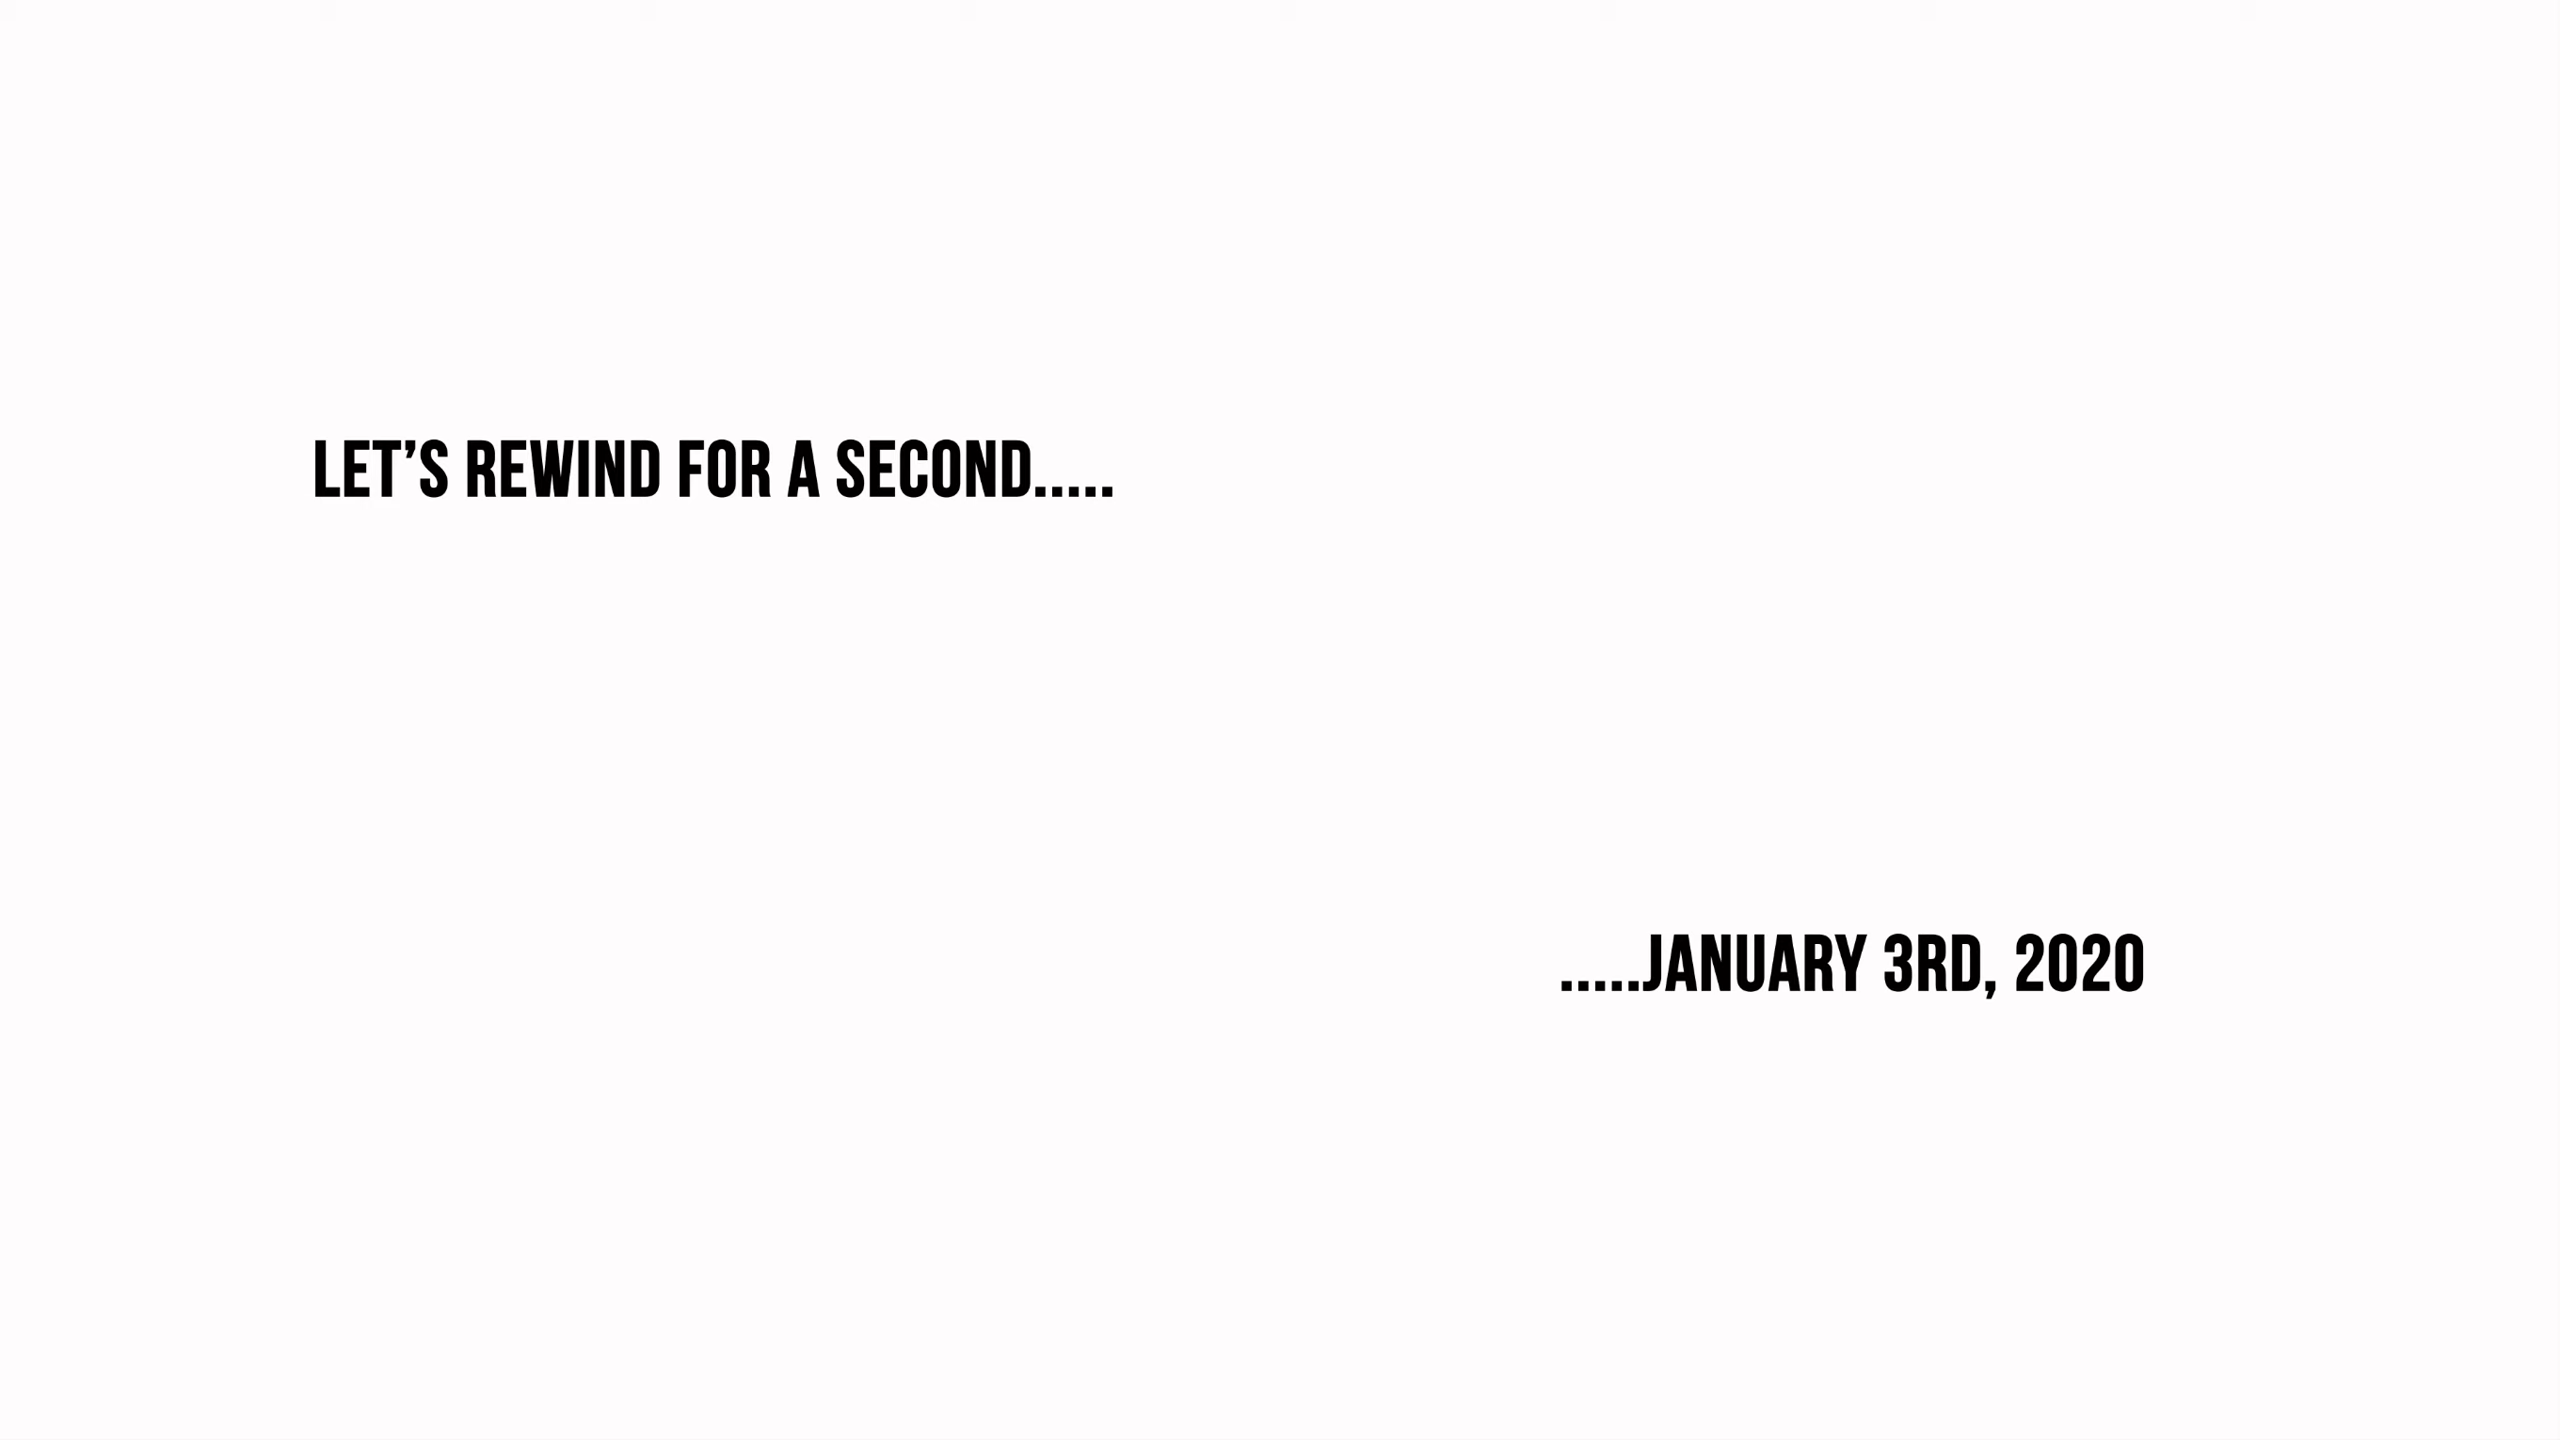 LET’S REWIND FOR A SECOND.....
.....JANUARY 3RD, 2020